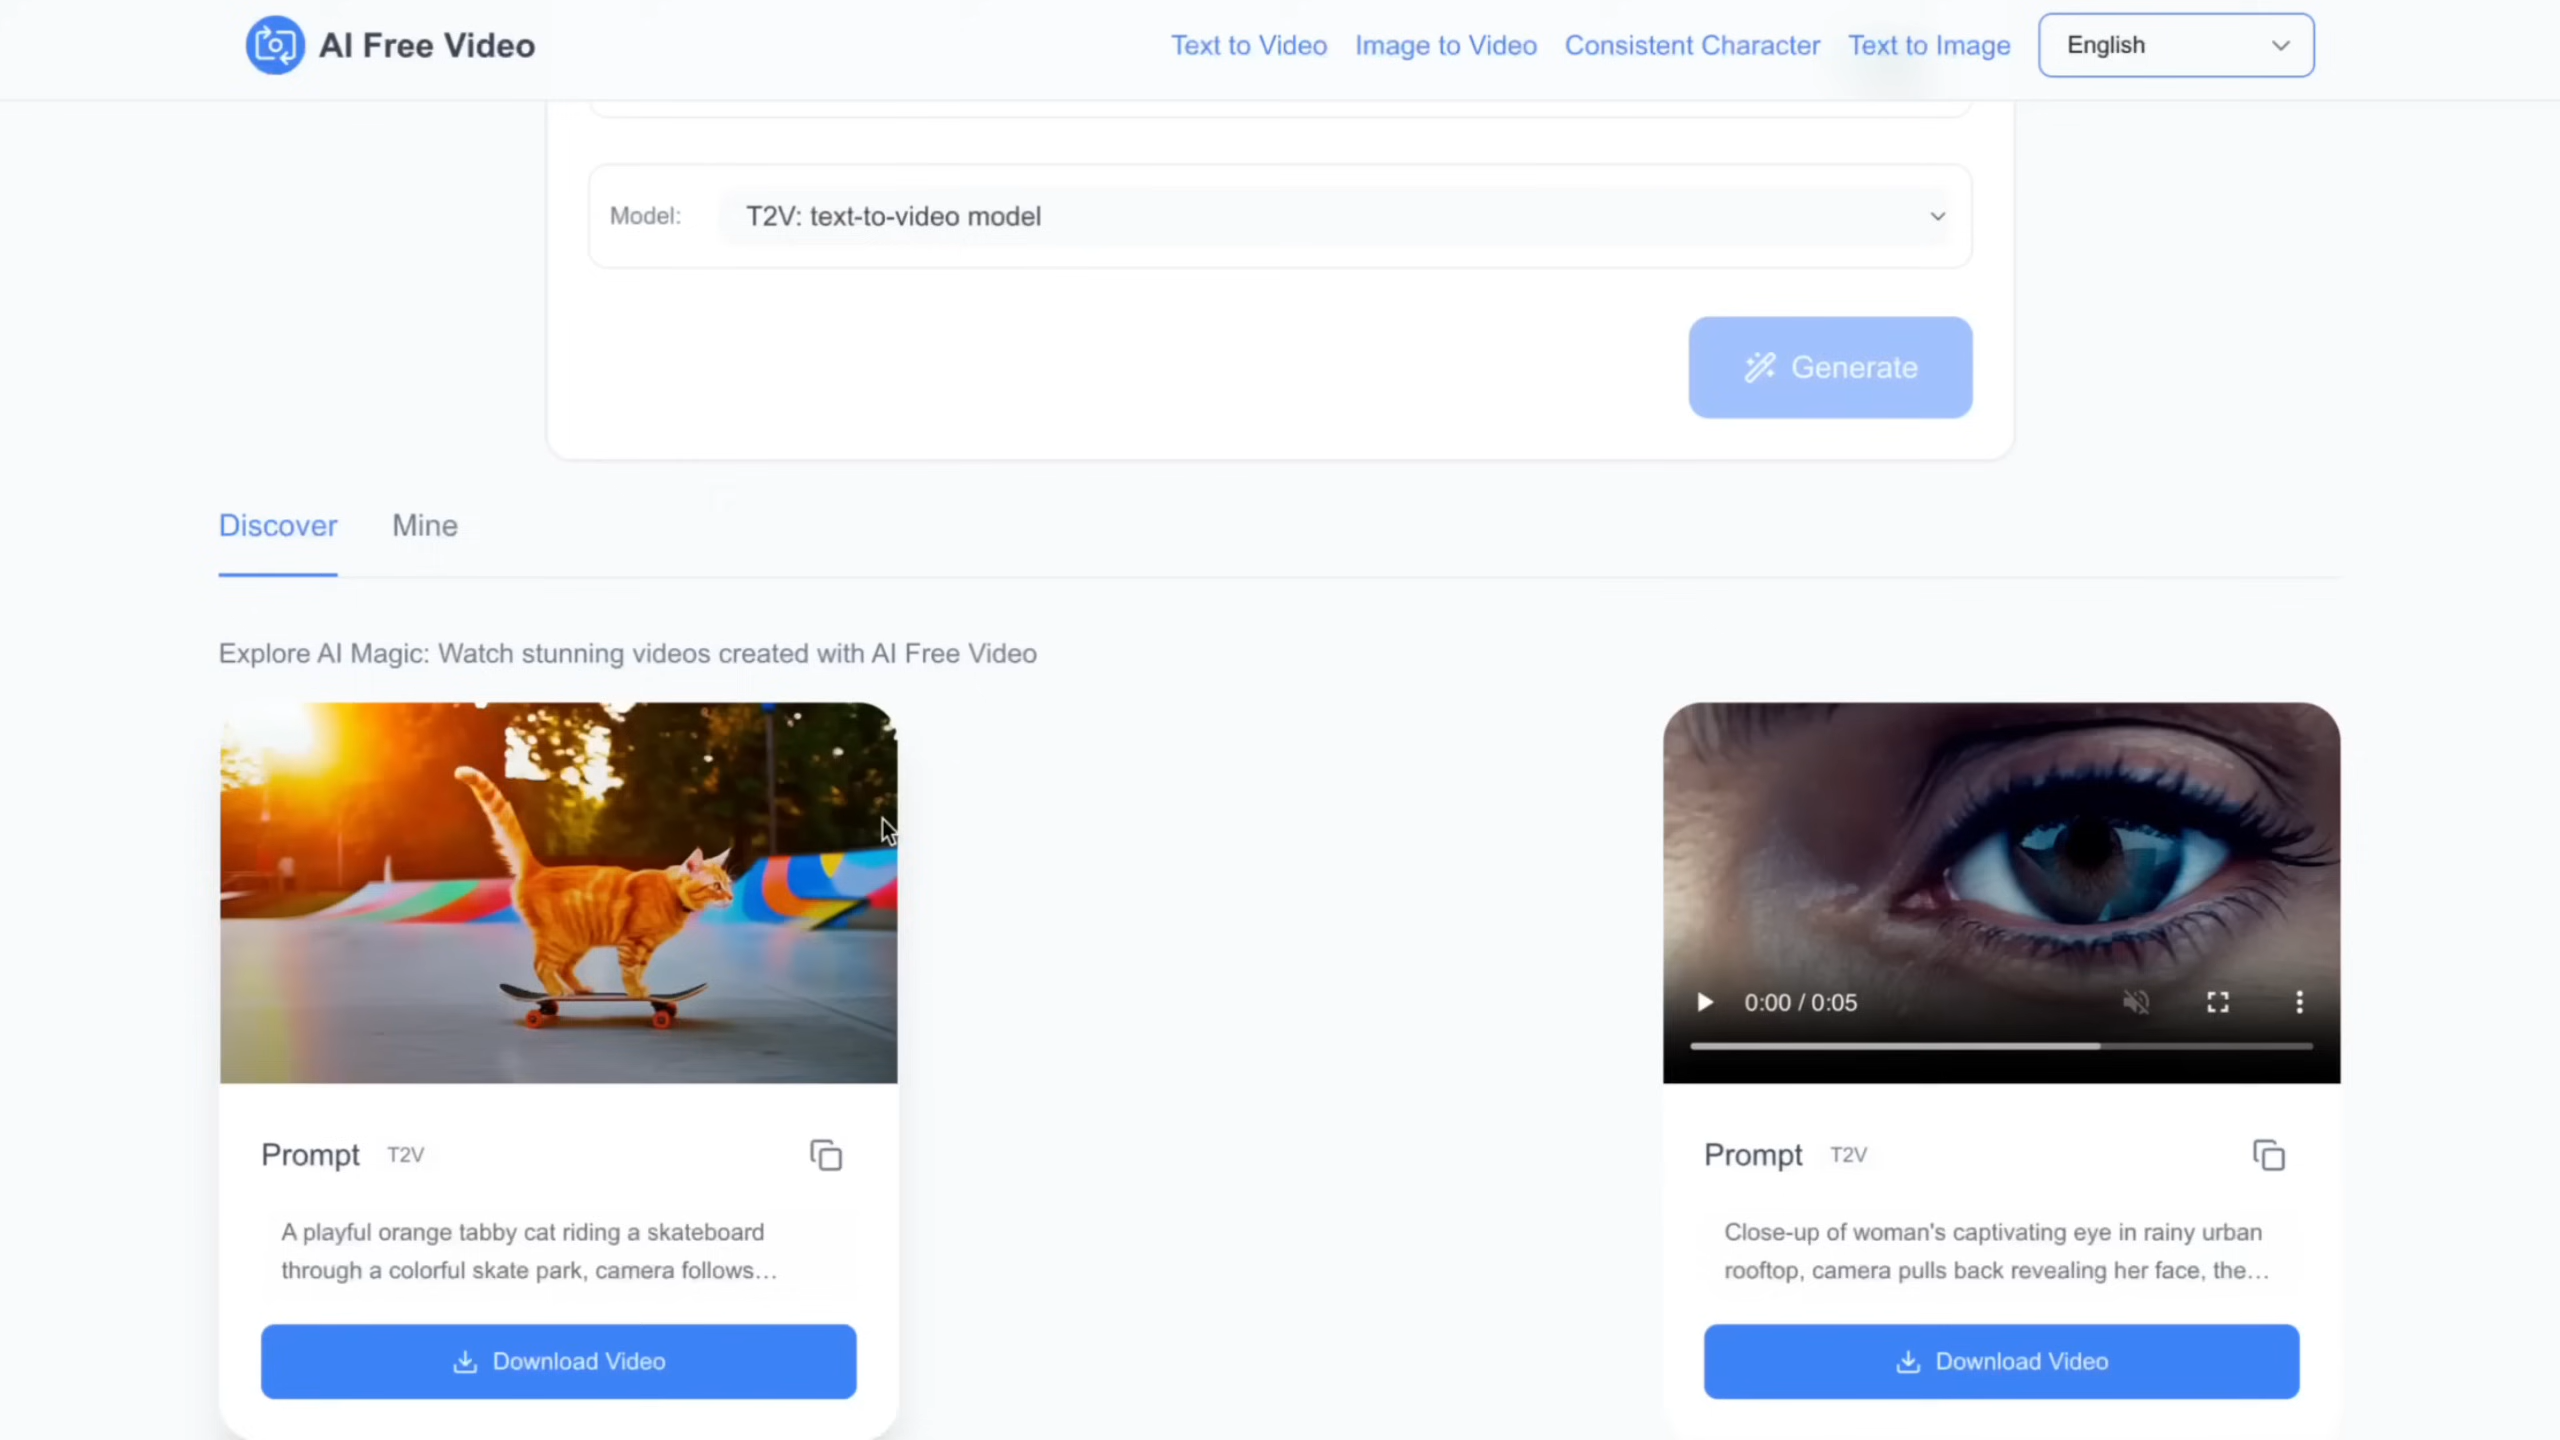 AI Free Video
Text to Video
Image to Video
Consistent Character
Text to Image
English
Model:
T2V: text-to-video model
Generate
Discover
Mine
Explore AI Magic: Watch stunning videos created with AI Free Video
0:00 / 0:05
Prompt T2V
A playful orange tabby cat riding a skateboard
through a colorful skate park, camera follows...
Download Video
Prompt T2V
Close-up of woman's captivating eye in rainy urban
rooftop, camera pulls back revealing her face, the...
Download Video